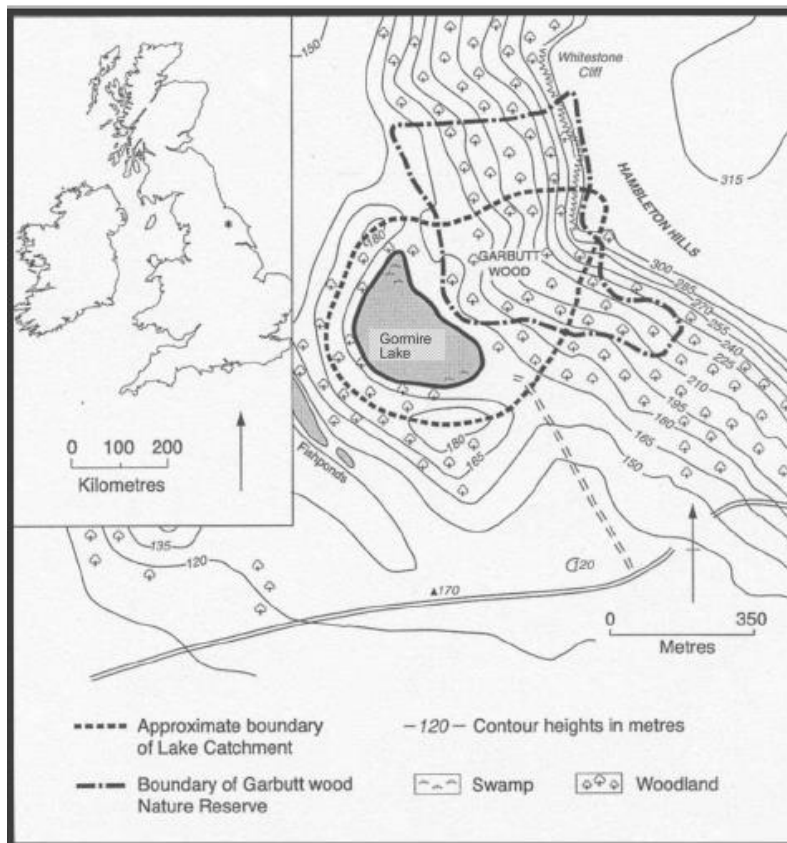 150
Whitestone
Cliff
HAMBLETON HILLS
315
180
GARBUTT
WOOD
300
285
270
255
240
225
210
195
180
165
150
Gormire
Lake
180
165
Fishponds
0 100 200
Kilometres
135
120
120
170
0 350
Metres
Approximate boundary
of Lake Catchment
-120- Contour heights in metres
Boundary of Garbutt wood
Nature Reserve
Swamp
Woodland